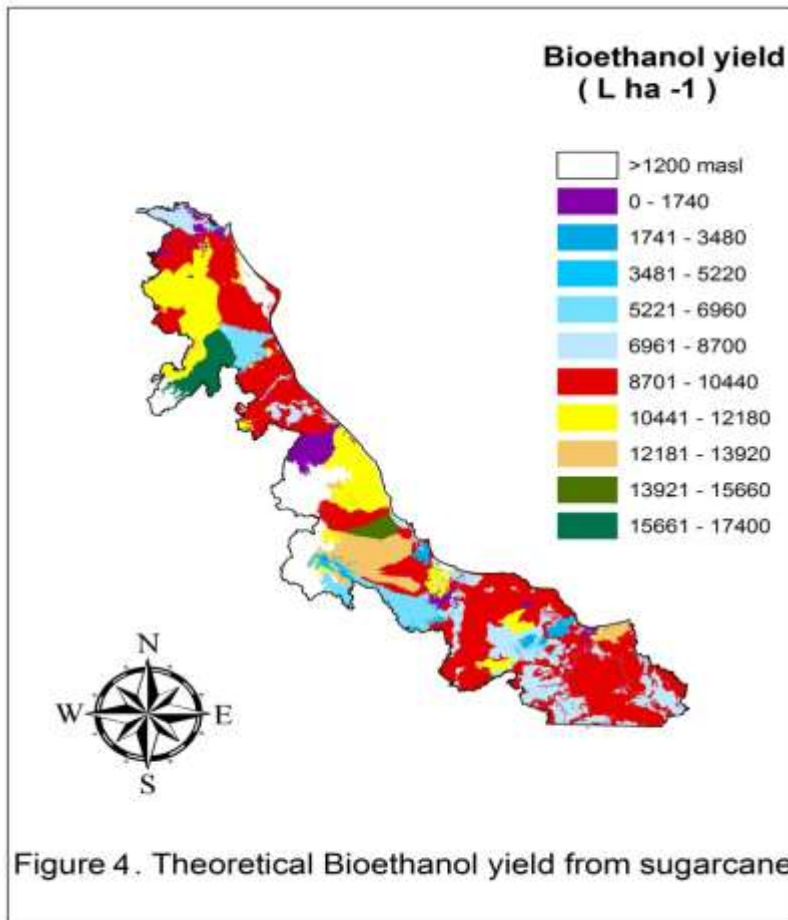 Bioethanol yield
( L ha -1 )
>1200 masl
0 - 1740
1741 - 3480
3481 - 5220
5221 - 6960
6961 - 8700
8701 - 10440
10441 - 12180
12181 - 13920
13921 - 15660
15661 - 17400
N
W E
S
Figure 4. Theoretical Bioethanol yield from sugarcane